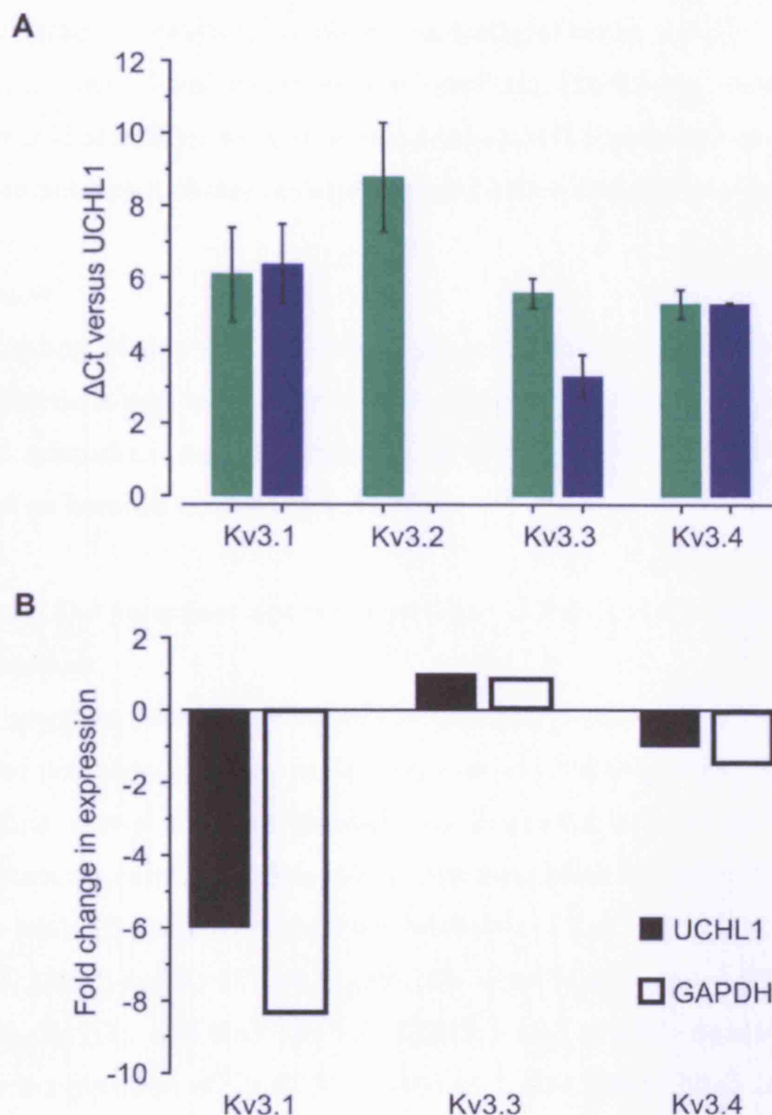 A
ΔCt versus UCHL1
12
10
8
6
4
2
0
Kv3.1 Kv3.2 Kv3.3 Kv3.4
B
Fold change in expression
2
0
-2
-4
-6
-8
-10
UCHL1
GAPDH
Kv3.1 Kv3.3 Kv3.4